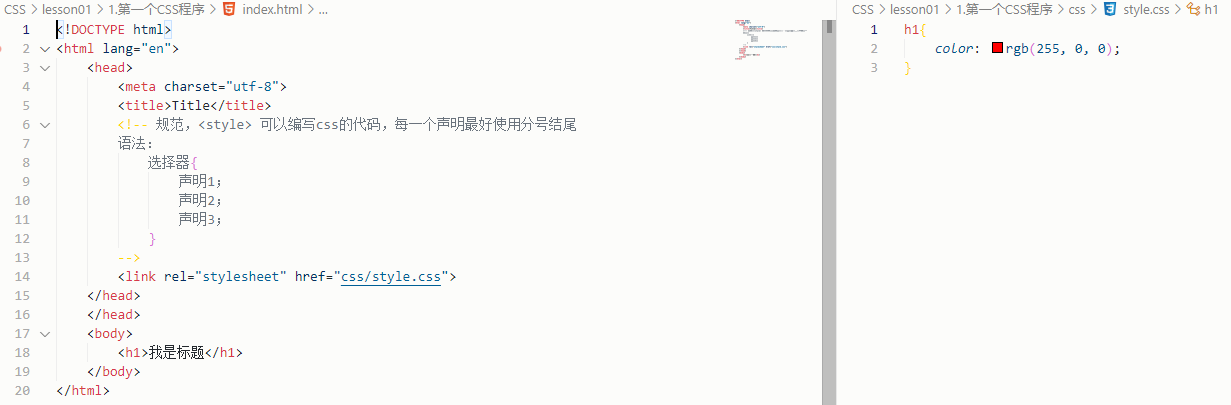 CSS > lesson01 > 1.第一个CSS程序 > index.html > ...
1 <!DOCTYPE html>
2 <html lang="en">
3 <head>
4 <meta charset="utf-8">
5 <title>Title</title>
6 <!-- 规范，<style> 可以编写css的代码，每一个声明最好使用分号结尾
7 语法：
8 选择器{
9 声明1；
10 声明2；
11 声明3；
12 }
13 -->
14 <link rel="stylesheet" href="css/style.css">
15 </head>
16 </head>
17 <body>
18 <h1>我是标题</h1>
19 </body>
20 </html>
CSS > lesson01 > 1.第一个CSS程序 > css > style.css > h1
1 h1{
2 color: rgb(255, 0, 0);
3 }